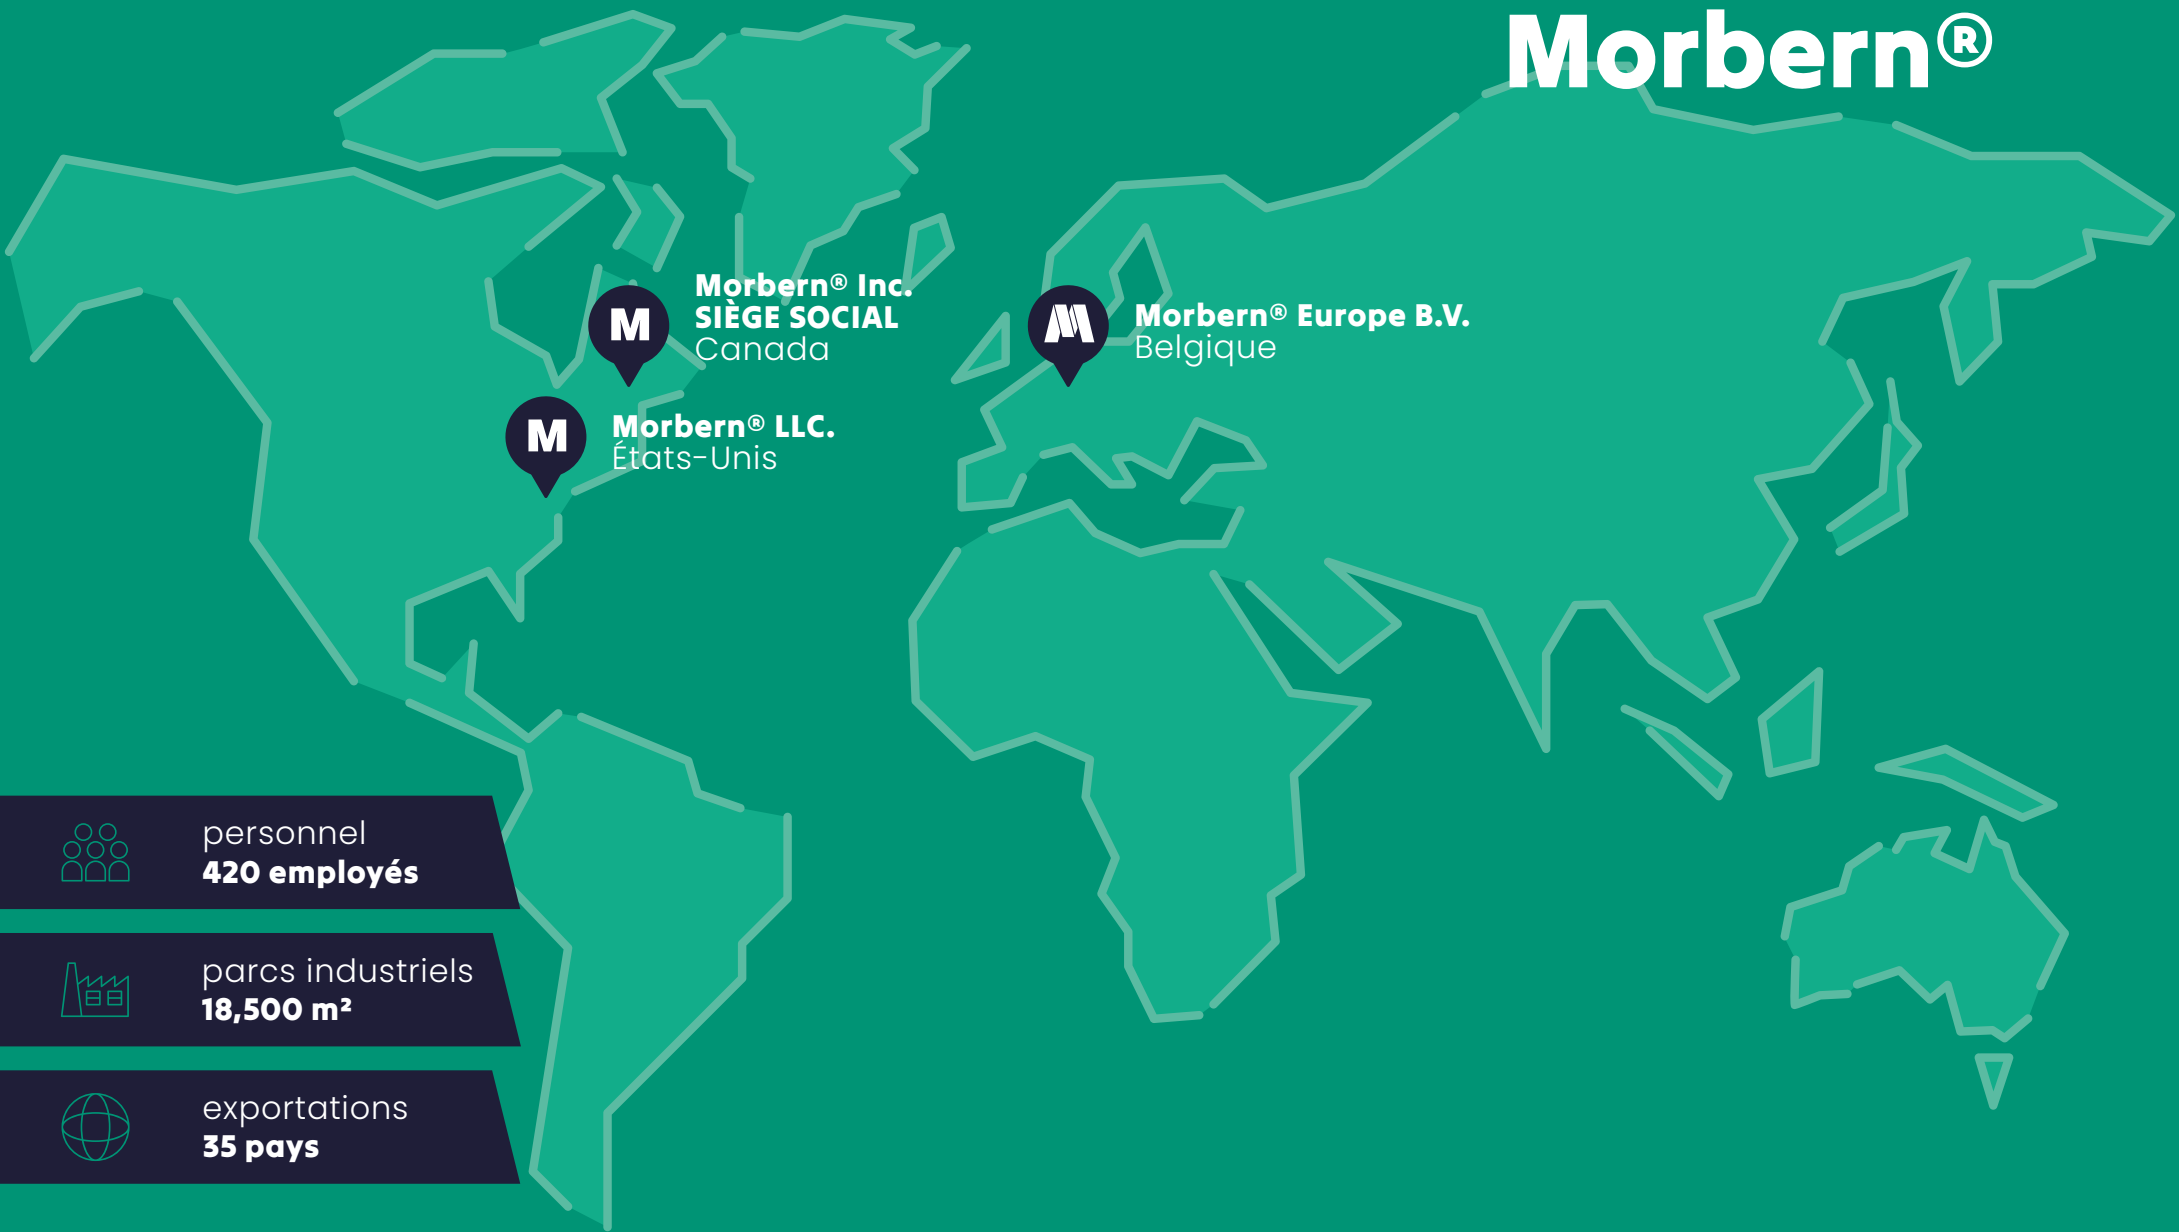 Morbern®
Morbern® Inc.
SIÈGE SOCIAL
Canada
M
Morbern® Europe B.V.
Belgique
M
Morbern® LLC.
États-Unis
M
personnel
420 employés
parcs industriels
18,500 m²
exportations
35 pays